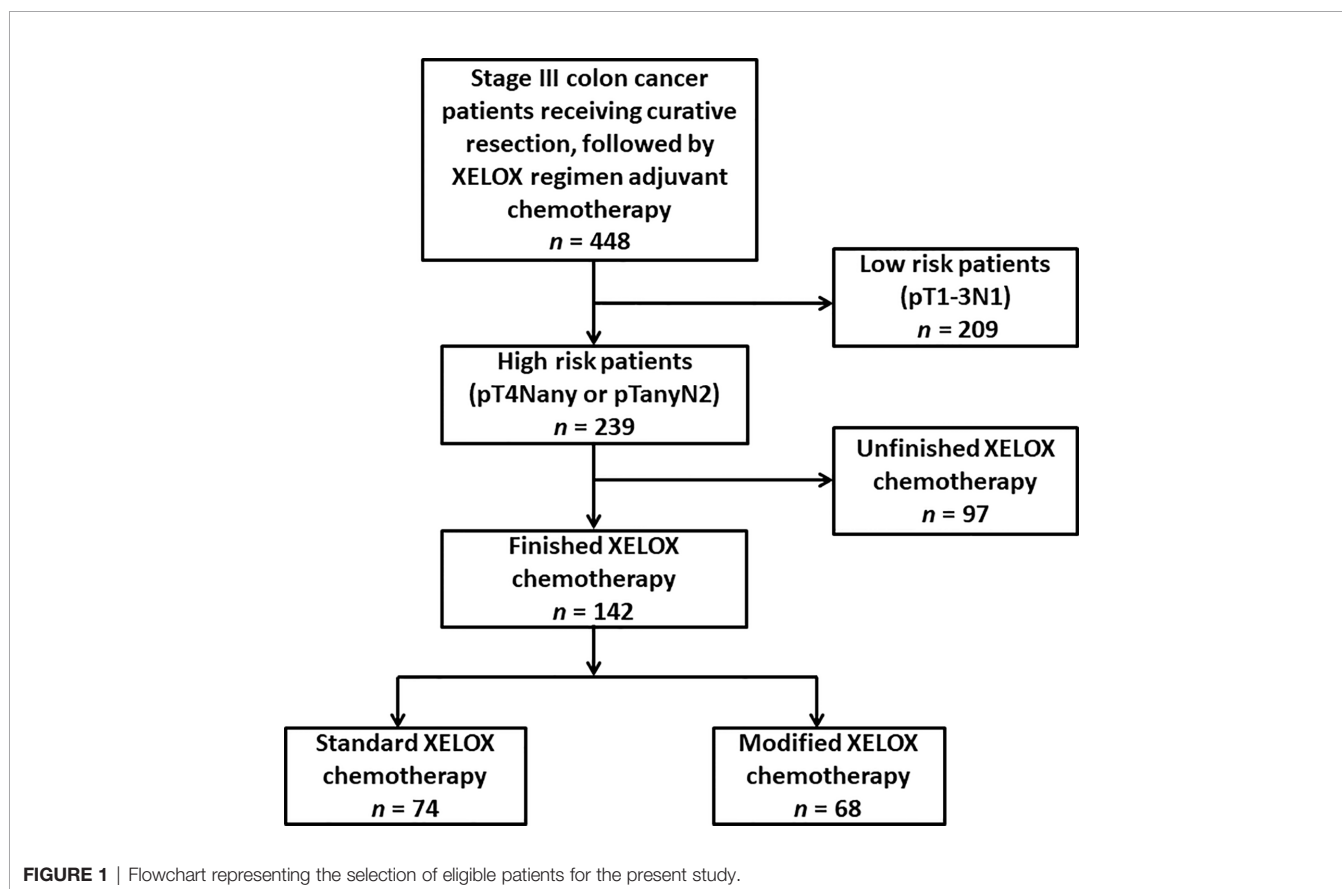 Stage III colon cancer
patients receiving curative
resection, followed by
XELOX regimen adjuvant
chemotherapy
n = 448
Low risk patients
(pT1-3N1)
n = 209
High risk patients
(pT4Nany or pTanyN2)
n = 239
Unfinished XELOX
chemotherapy
n = 97
Finished XELOX
chemotherapy
n = 142
Standard XELOX
chemotherapy
n = 74
Modified XELOX
chemotherapy
n = 68
FIGURE 1 | Flowchart representing the selection of eligible patients for the present study.